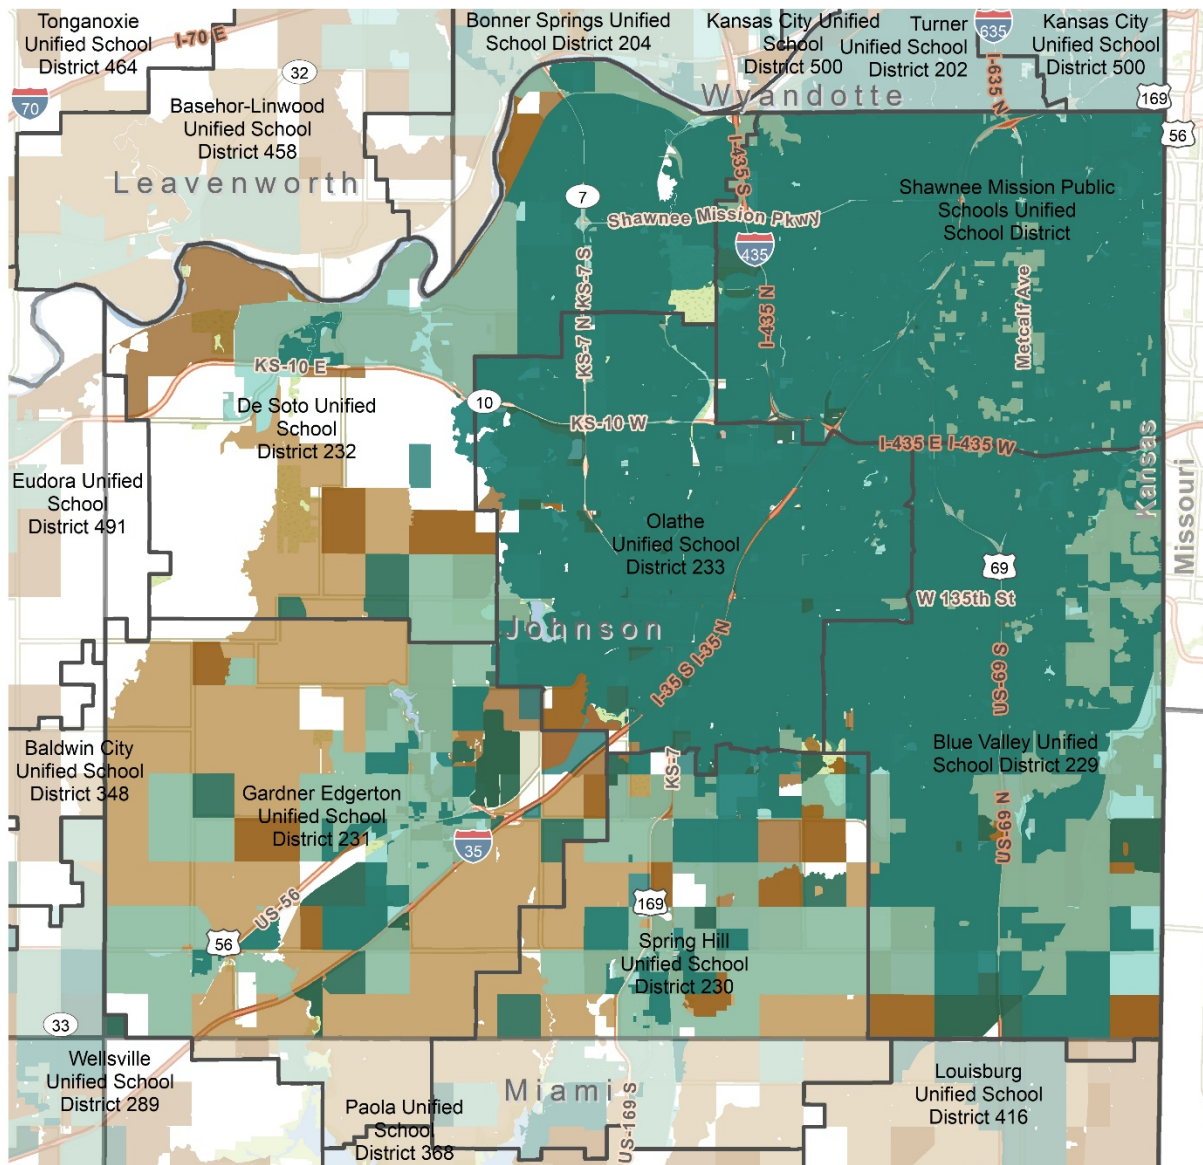 Tonganoxie
Unified School
District 464
I-70 E
Bonner Springs Unified
School District 204
Kansas City Unified
School
District 500
Turner
Unified School
District 202
635
I-635 N
Kansas City
Unified School
District 500
70
32
Basehor-Linwood
Unified School
District 458
Wyandotte
169
56
Leavenworth
7
I-435 S
Shawnee Mission Pkwy
435
Shawnee Mission Public
Schools Unified
School District
KS-7 N KS-7 S
I-435 N
Metcalf Ave
KS-10 E
De Soto Unified
School
District 232
10
KS-10 W
I-435 E I-435 W
Kansas
Missouri
Eudora Unified
School
District 491
Olathe
Unified School
District 233
69
W 135th St
Johnson
I-35 S I-35 N
US-69 S
Baldwin City
Unified School
District 348
Gardner Edgerton
Unified School
District 231
KS-7
Blue Valley Unified
School District 229
US-69 N
35
US-56
56
169
Spring Hill
Unified School
District 230
33
Wellsville
Unified School
District 289
Miami
Paola Unified
School
District 368
US-169 S
Louisburg
Unified School
District 416